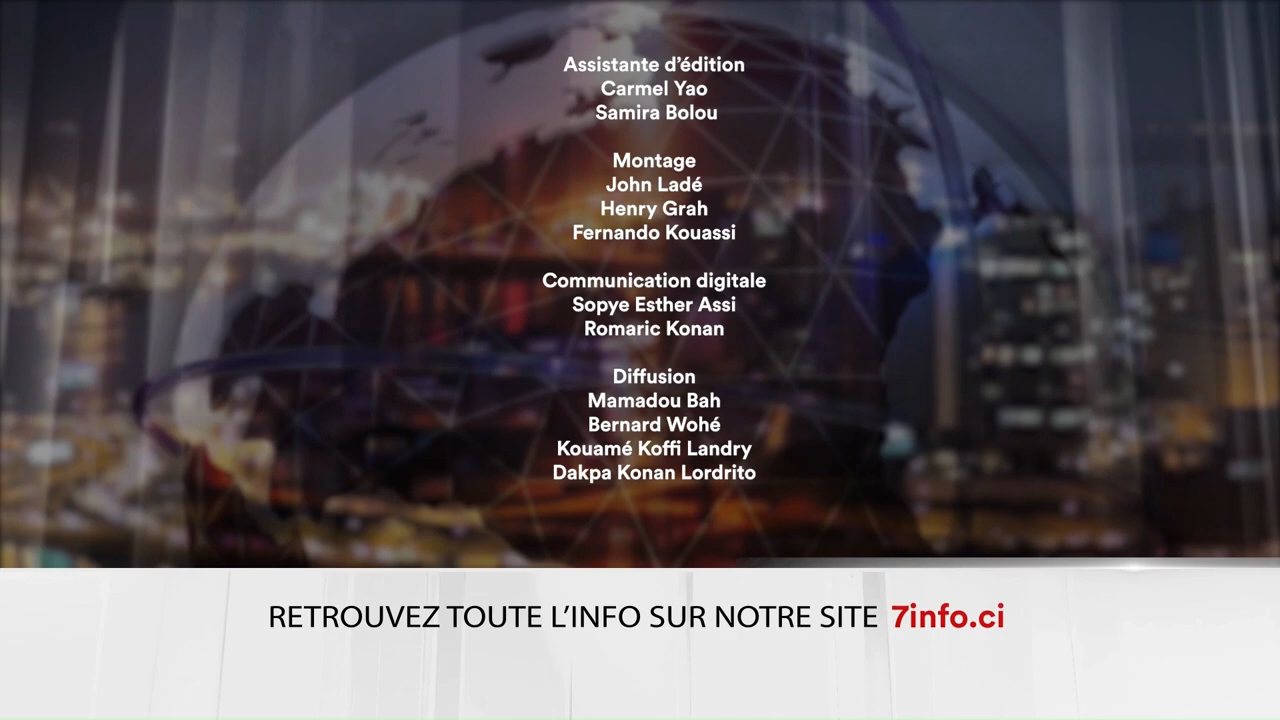 Assistante d’édition
Carmel Yao
Samira Bolou
Montage
John Ladé
Henry Grah
Fernando Kouassi
Communication digitale
Sopye Esther Assi
Romaric Konan
Diffusion
Mamadou Bah
Bernard Wohé
Kouamé Koffi Landry
Dakpa Konan Lordrito
RETROUVEZ TOUTE L’INFO SUR NOTRE SITE 7info.ci